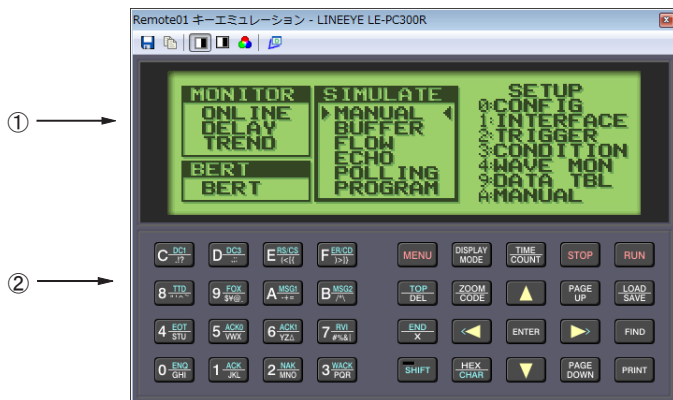 Remote01 キーエミュレーション - LINEEYE LE-PC300R
①
MONITOR
ONLINE
DELAY
TREND
BERT
BERT
SIMULATE
MANUAL
BUFFER
FLOW
ECHO
POLLING
PROGRAM
SETUP
0:CONFIG
1:INTERFACE
2:TRIGGER
3:CONDITION
4:WAVE MON
9:DATA TBL
A:MANUAL
②
C DC1 .!? D DC3 ,:; E RS/CS (<[{ F ER/CD )>]} MENU DISPLAY MODE TIME COUNT STOP RUN
8 TTD 9 FOX $¥@_ A MSG1 -+= B MSG2 /*\ TOP DEL ZOOM CODE PAGE UP LOAD SAVE
4 EOT STU 5 ACK0 VWX 6 ACK1 YZ△ 7 RVI #%&| END X ENTER FIND
0 ENQ GHI 1 ACK JKL 2 NAK MNO 3 WACK PQR SHIFT HEX CHAR PAGE DOWN PRINT